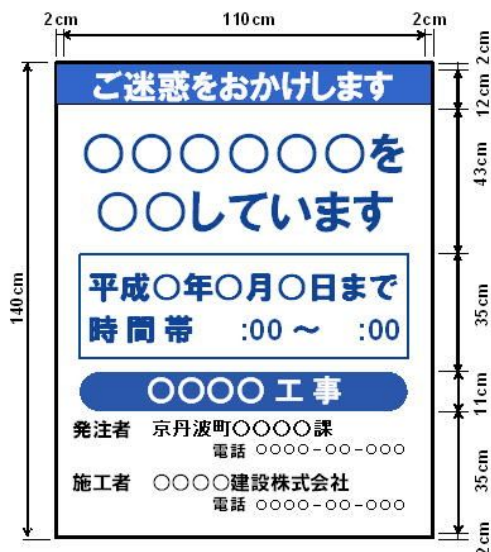 2cm 110cm 2cm
2cm
ご迷惑をおかけします
12cm
○○○○○○を
43cm
○○しています
140cm
平成○年○月○日まで
35cm
時間帯 :00 ~ :00
○○○○工事
11cm
発注者 京丹波町○○○○課
電話 ○○○○-○○-○○○
35cm
施工者 ○○○○建設株式会社
電話 ○○○○-○○-○○○
2cm